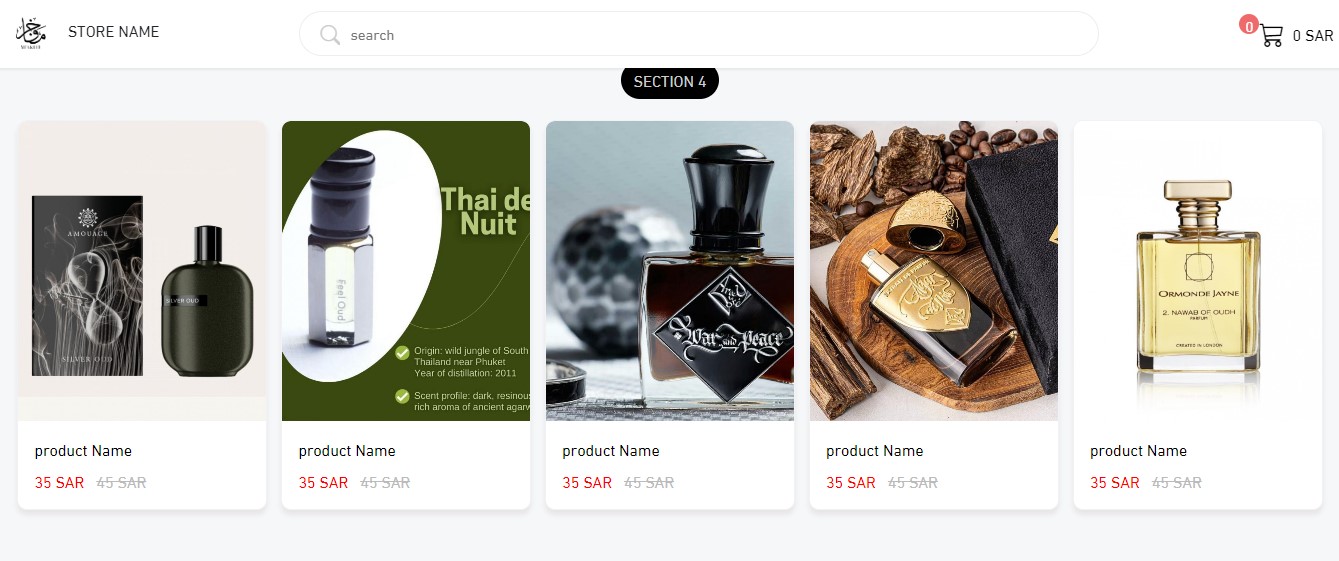 STORE NAME
search
0
0 SAR
SECTION 4
AMOUAGE
SILVER OUD
SILVER OUD
Feel Oud
Thai de
Nuit
Origin: wild jungle of South
Thailand near Phuket
Year of distillation: 2011
Scent profile: dark, resinous
rich aroma of ancient agarw
War and Peace
ORMONDE JAYNE
2. NAWAB OF OUDH
PARFUM
CREATED IN LONDON
product Name
35 SAR 45 SAR
product Name
35 SAR 45 SAR
product Name
35 SAR 45 SAR
product Name
35 SAR 45 SAR
product Name
35 SAR 45 SAR